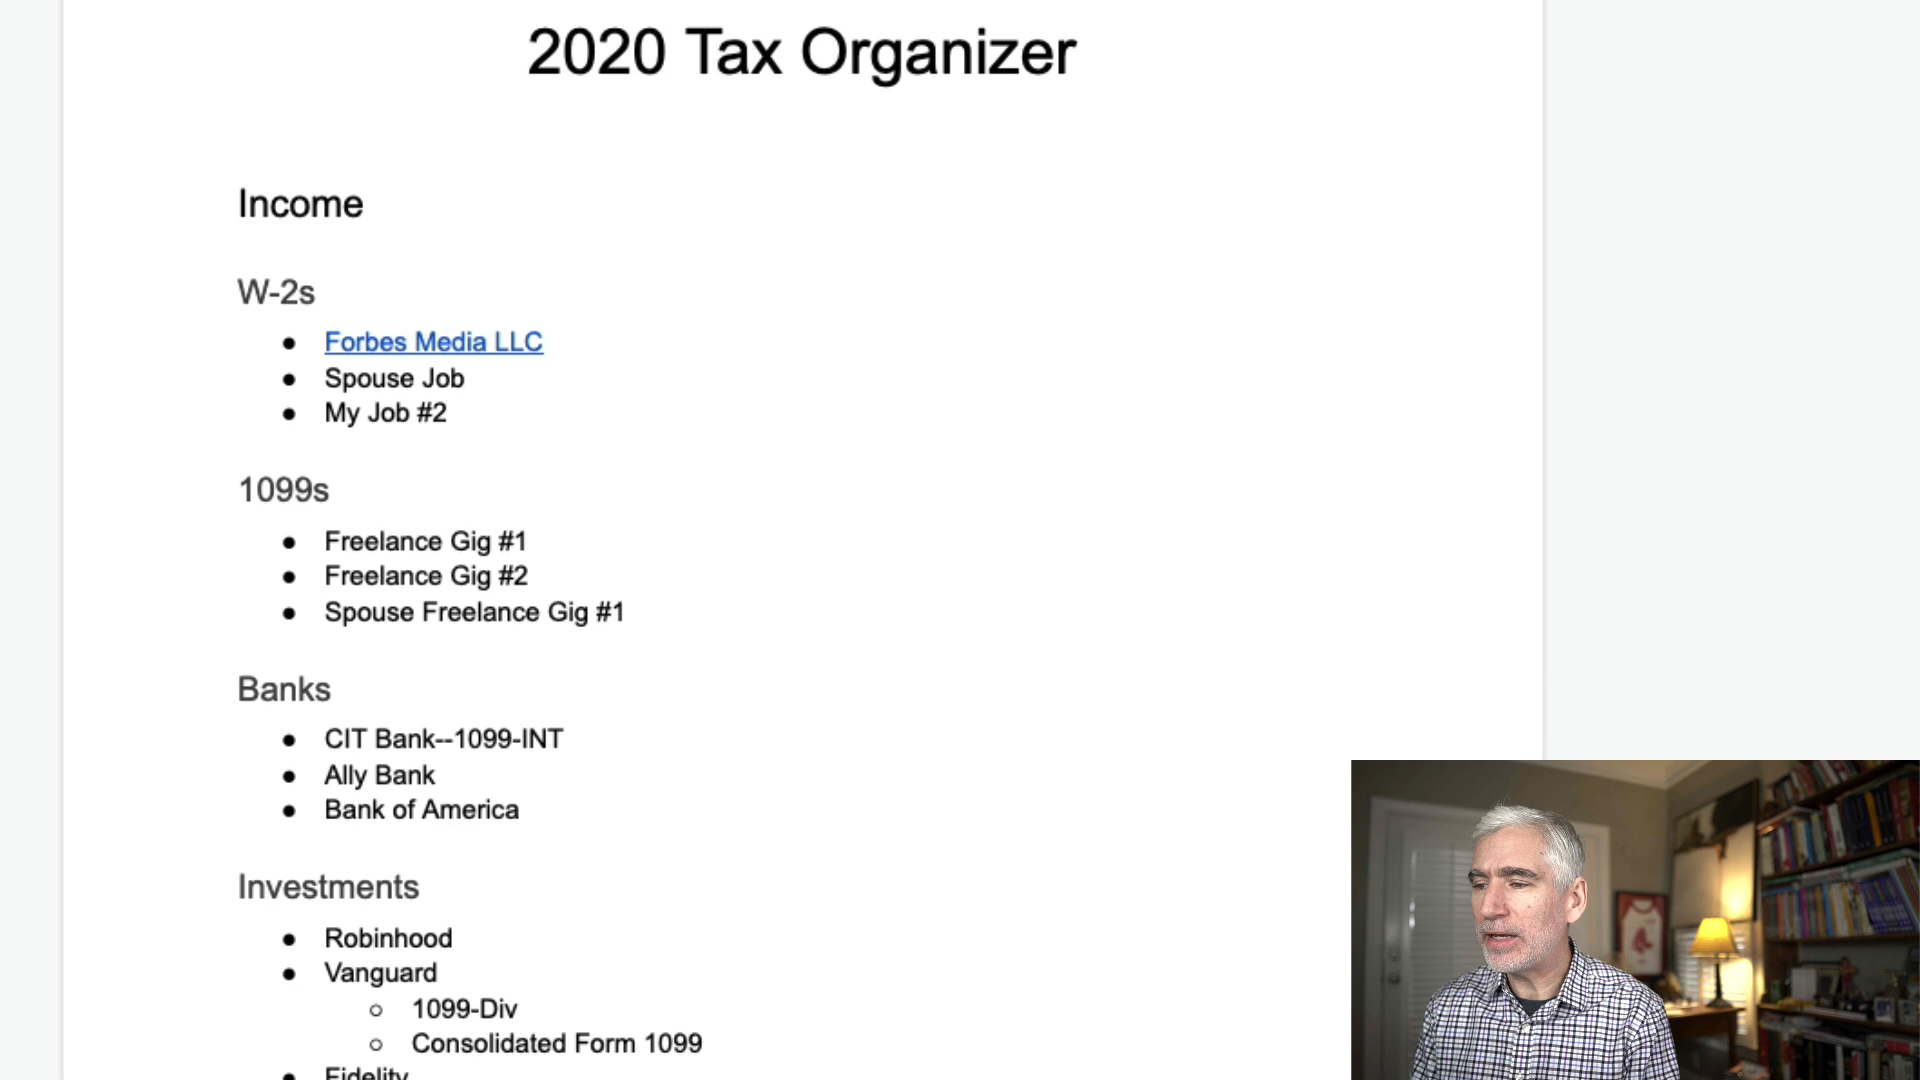 2020 Tax Organizer
Income
W-2s
● Forbes Media LLC
● Spouse Job
● My Job #2
1099s
● Freelance Gig #1
● Freelance Gig #2
● Spouse Freelance Gig #1
Banks
● CIT Bank--1099-INT
● Ally Bank
● Bank of America
Investments
● Robinhood
● Vanguard
○ 1099-Div
○ Consolidated Form 1099
● Fidelity